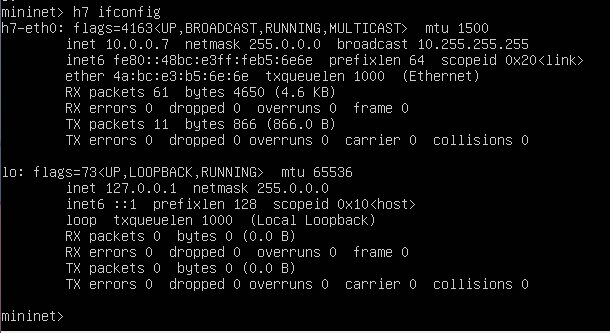 mininet> h7 ifconfig
h7-eth0: flags=4163<UP,BROADCAST,RUNNING,MULTICAST>  mtu 1500
        inet 10.0.0.7  netmask 255.0.0.0  broadcast 10.255.255.255
        inet6 fe80::48bc:e3ff:feb5:6e6e  prefixlen 64  scopeid 0x20<link>
        ether 4a:bc:e3:b5:6e:6e  txqueuelen 1000  (Ethernet)
        RX packets 61  bytes 4650 (4.6 KB)
        RX errors 0  dropped 0  overruns 0  frame 0
        TX packets 11  bytes 866 (866.0 B)
        TX errors 0  dropped 0 overruns 0  carrier 0  collisions 0

lo: flags=73<UP,LOOPBACK,RUNNING>  mtu 65536
        inet 127.0.0.1  netmask 255.0.0.0
        inet6 ::1  prefixlen 128  scopeid 0x10<host>
        loop  txqueuelen 1000  (Local Loopback)
        RX packets 0  bytes 0 (0.0 B)
        RX errors 0  dropped 0  overruns 0  frame 0
        TX packets 0  bytes 0 (0.0 B)
        TX errors 0  dropped 0 overruns 0  carrier 0  collisions 0

mininet>